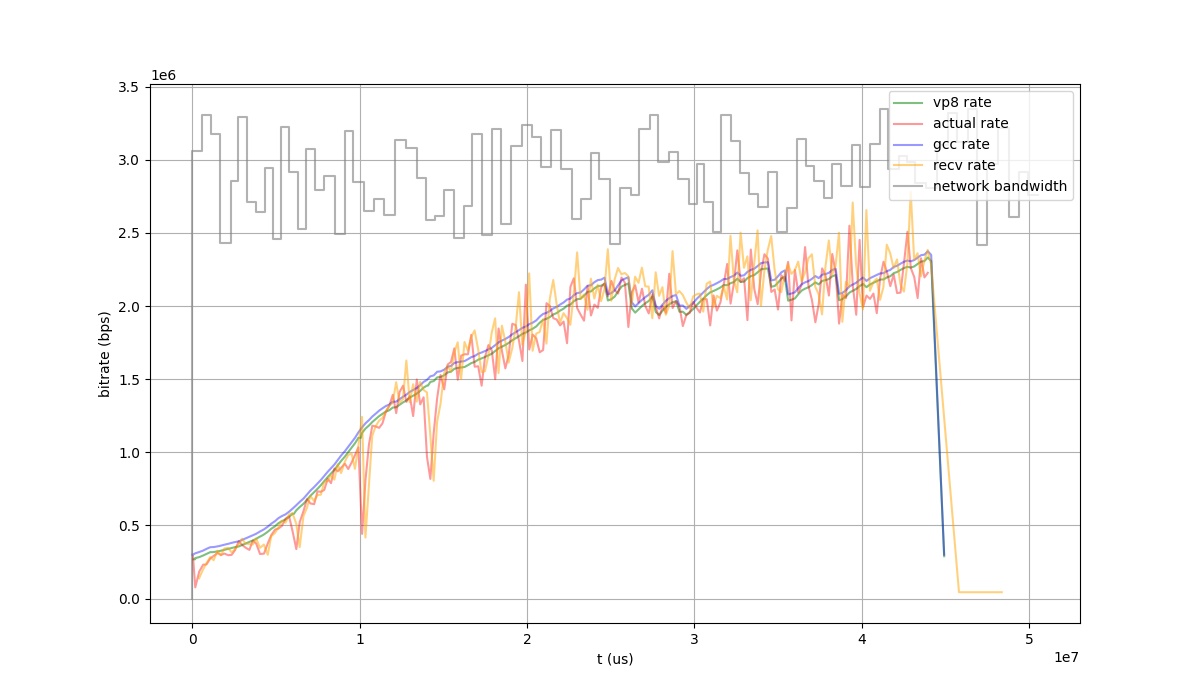 1e6
3.5
3.0
2.5
2.0
1.5
1.0
0.5
0.0
bitrate (bps)
vp8 rate
actual rate
gcc rate
recv rate
network bandwidth
0
1
2
3
4
5
t (us)
1e7